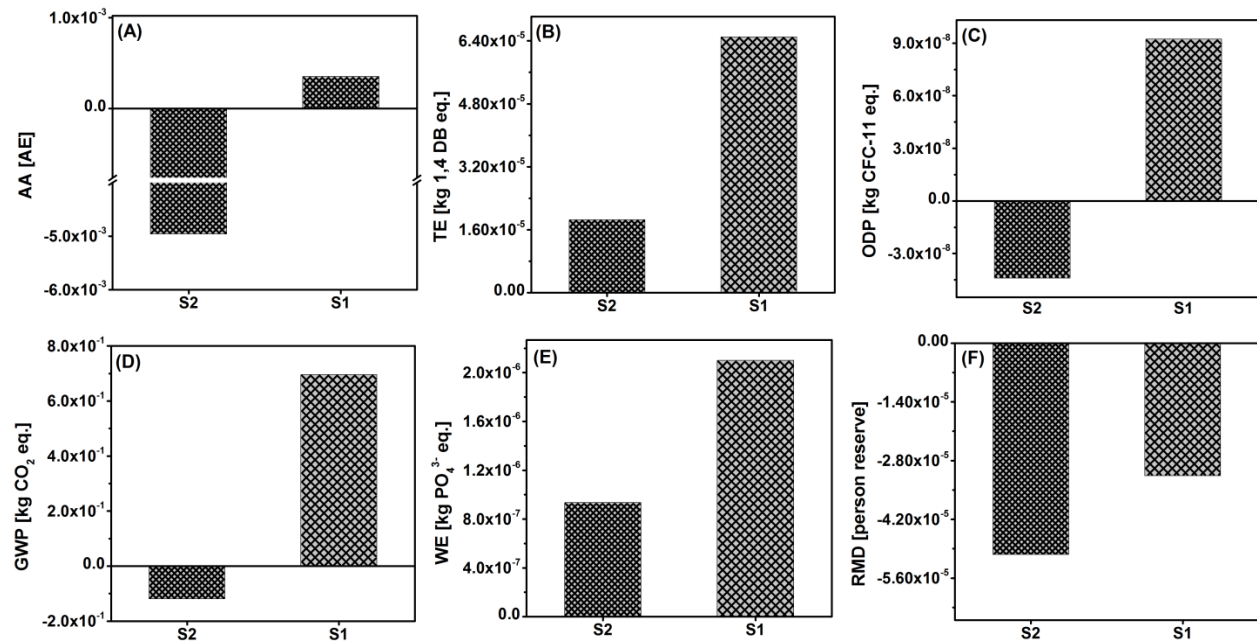 (A)
1.0x10⁻³
0.0
-5.0x10⁻³
-6.0x10⁻³
AA [AE]
S2 S1
(B)
6.40x10⁻⁵
4.80x10⁻⁵
3.20x10⁻⁵
1.60x10⁻⁵
0.00
TE [kg 1,4 DB eq.]
S2 S1
(C)
9.0x10⁻⁸
6.0x10⁻⁸
3.0x10⁻⁸
0.0
-3.0x10⁻⁸
ODP [kg CFC-11 eq.]
S2 S1
(D)
8.0x10⁻¹
6.0x10⁻¹
4.0x10⁻¹
2.0x10⁻¹
0.0
-2.0x10⁻¹
GWP [kg CO₂ eq.]
S2 S1
(E)
2.0x10⁻⁶
1.6x10⁻⁶
1.2x10⁻⁶
8.0x10⁻⁷
4.0x10⁻⁷
0.0
WE [kg PO₄³⁻ eq.]
S2 S1
(F)
0.00
-1.40x10⁻⁵
-2.80x10⁻⁵
-4.20x10⁻⁵
-5.60x10⁻⁵
RMD [person reserve]
S2 S1